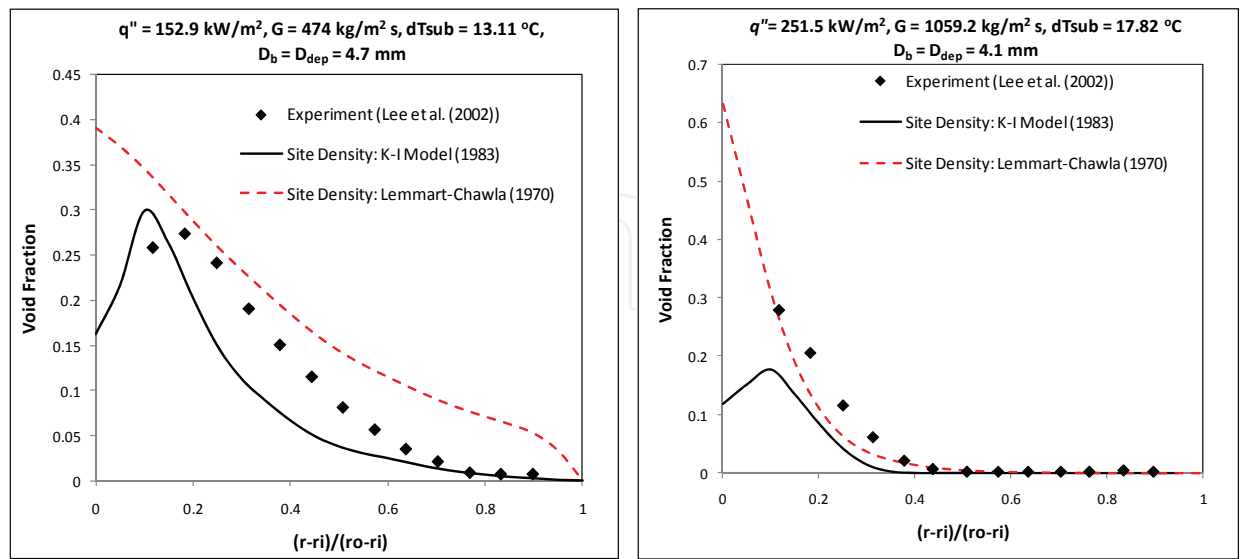 q" = 152.9 kW/m², G = 474 kg/m² s, dTsub = 13.11 ºC,
D_b = D_dep = 4.7 mm
0.45
0.4
0.35
0.3
0.25
0.2
0.15
0.1
0.05
0
Void Fraction
Experiment (Lee et al. (2002))
Site Density: K-I Model (1983)
Site Density: Lemmart-Chawla (1970)
0 0.2 0.4 0.6 0.8 1
(r-ri)/(ro-ri)
q" = 251.5 kW/m², G = 1059.2 kg/m² s, dTsub = 17.82 ºC
D_b = D_dep = 4.1 mm
0.7
0.6
0.5
0.4
0.3
0.2
0.1
0
Void Fraction
Experiment (Lee et al. (2002))
Site Density: K-I Model (1983)
Site Density: Lemmart-Chawla (1970)
0 0.2 0.4 0.6 0.8 1
(r-ri)/(ro-ri)